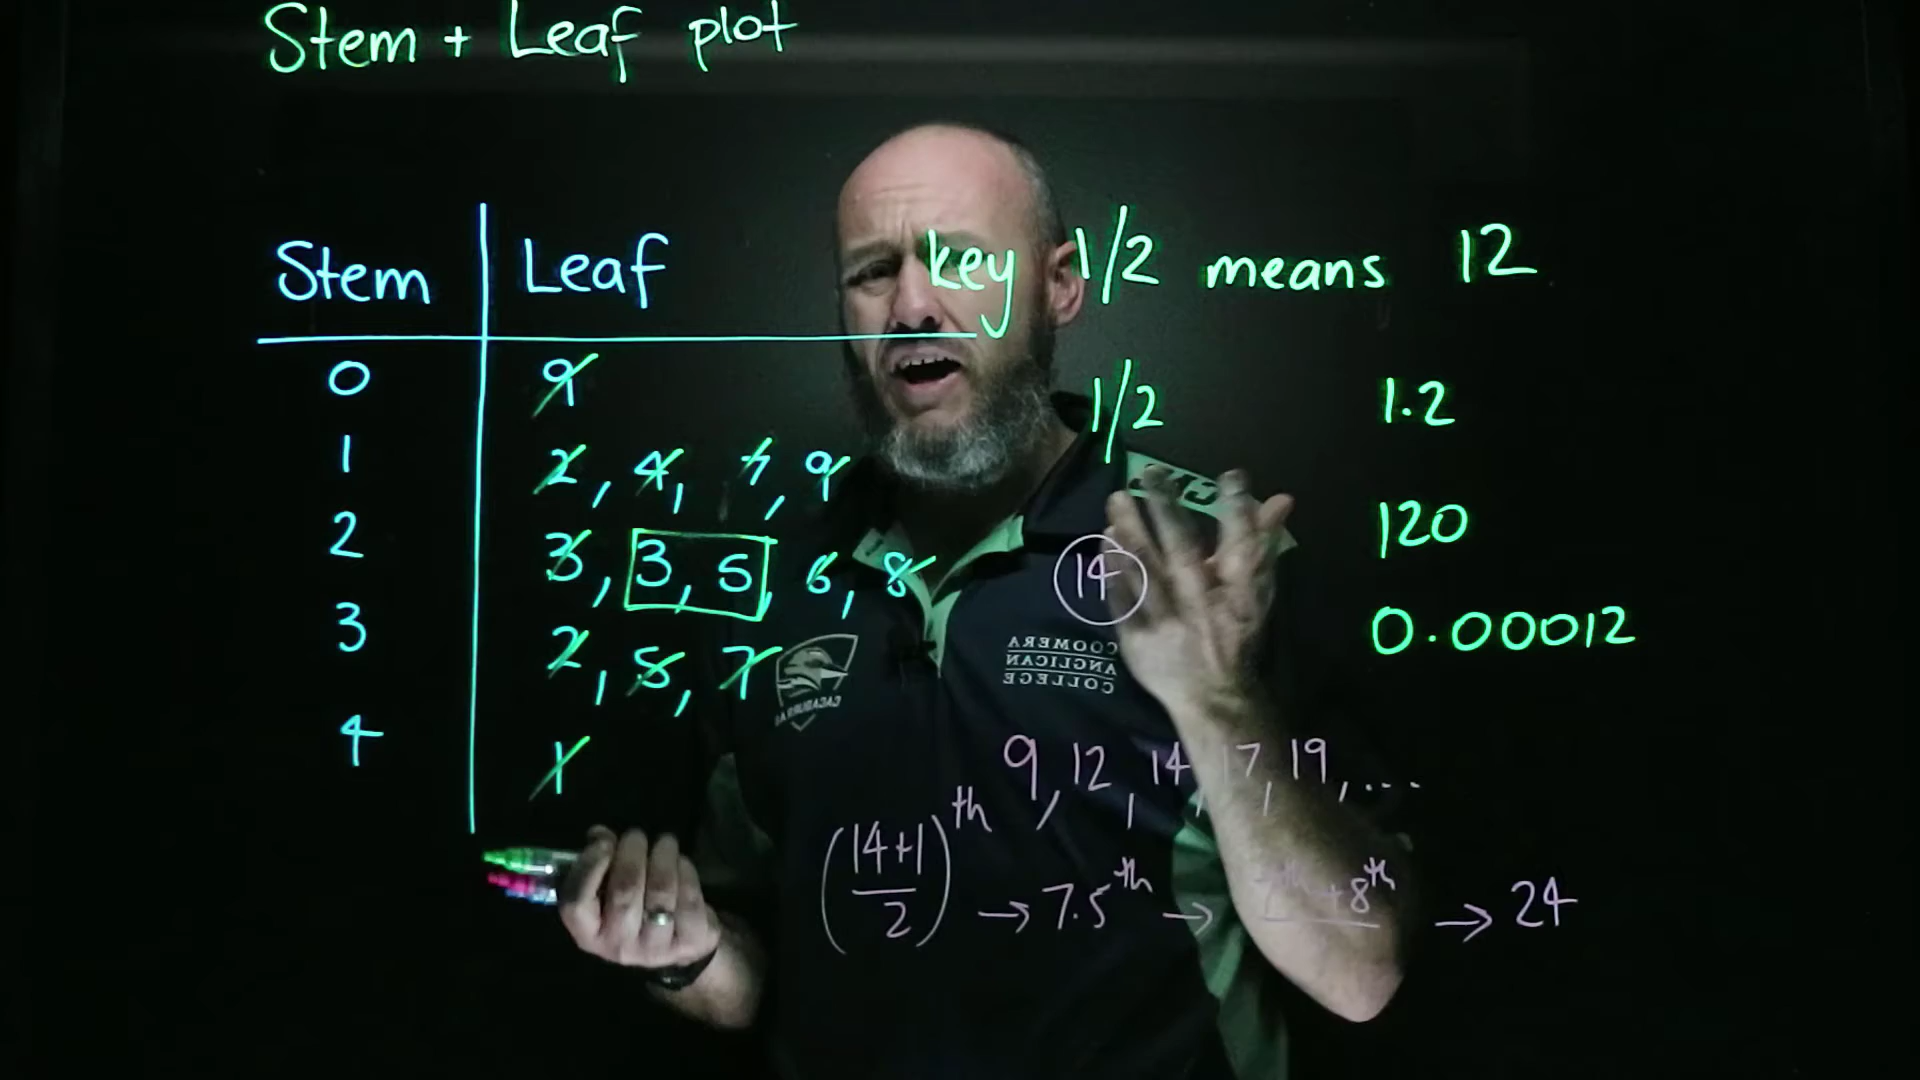 Stem + Leaf plot
Stem Leaf key 1/2 means 12
0 9
1/2 1.2
1 2, 4, 7, 9
120
2 3, 3, 5, 6, 8
14
0.00012
3 2, 5, 7
COOMERA
ANGLICAN
COLLEGE
4 1
9, 12, 14, 17, 19, ...
(14+1)th
2
→ 7.5th → 7th + 8th → 24